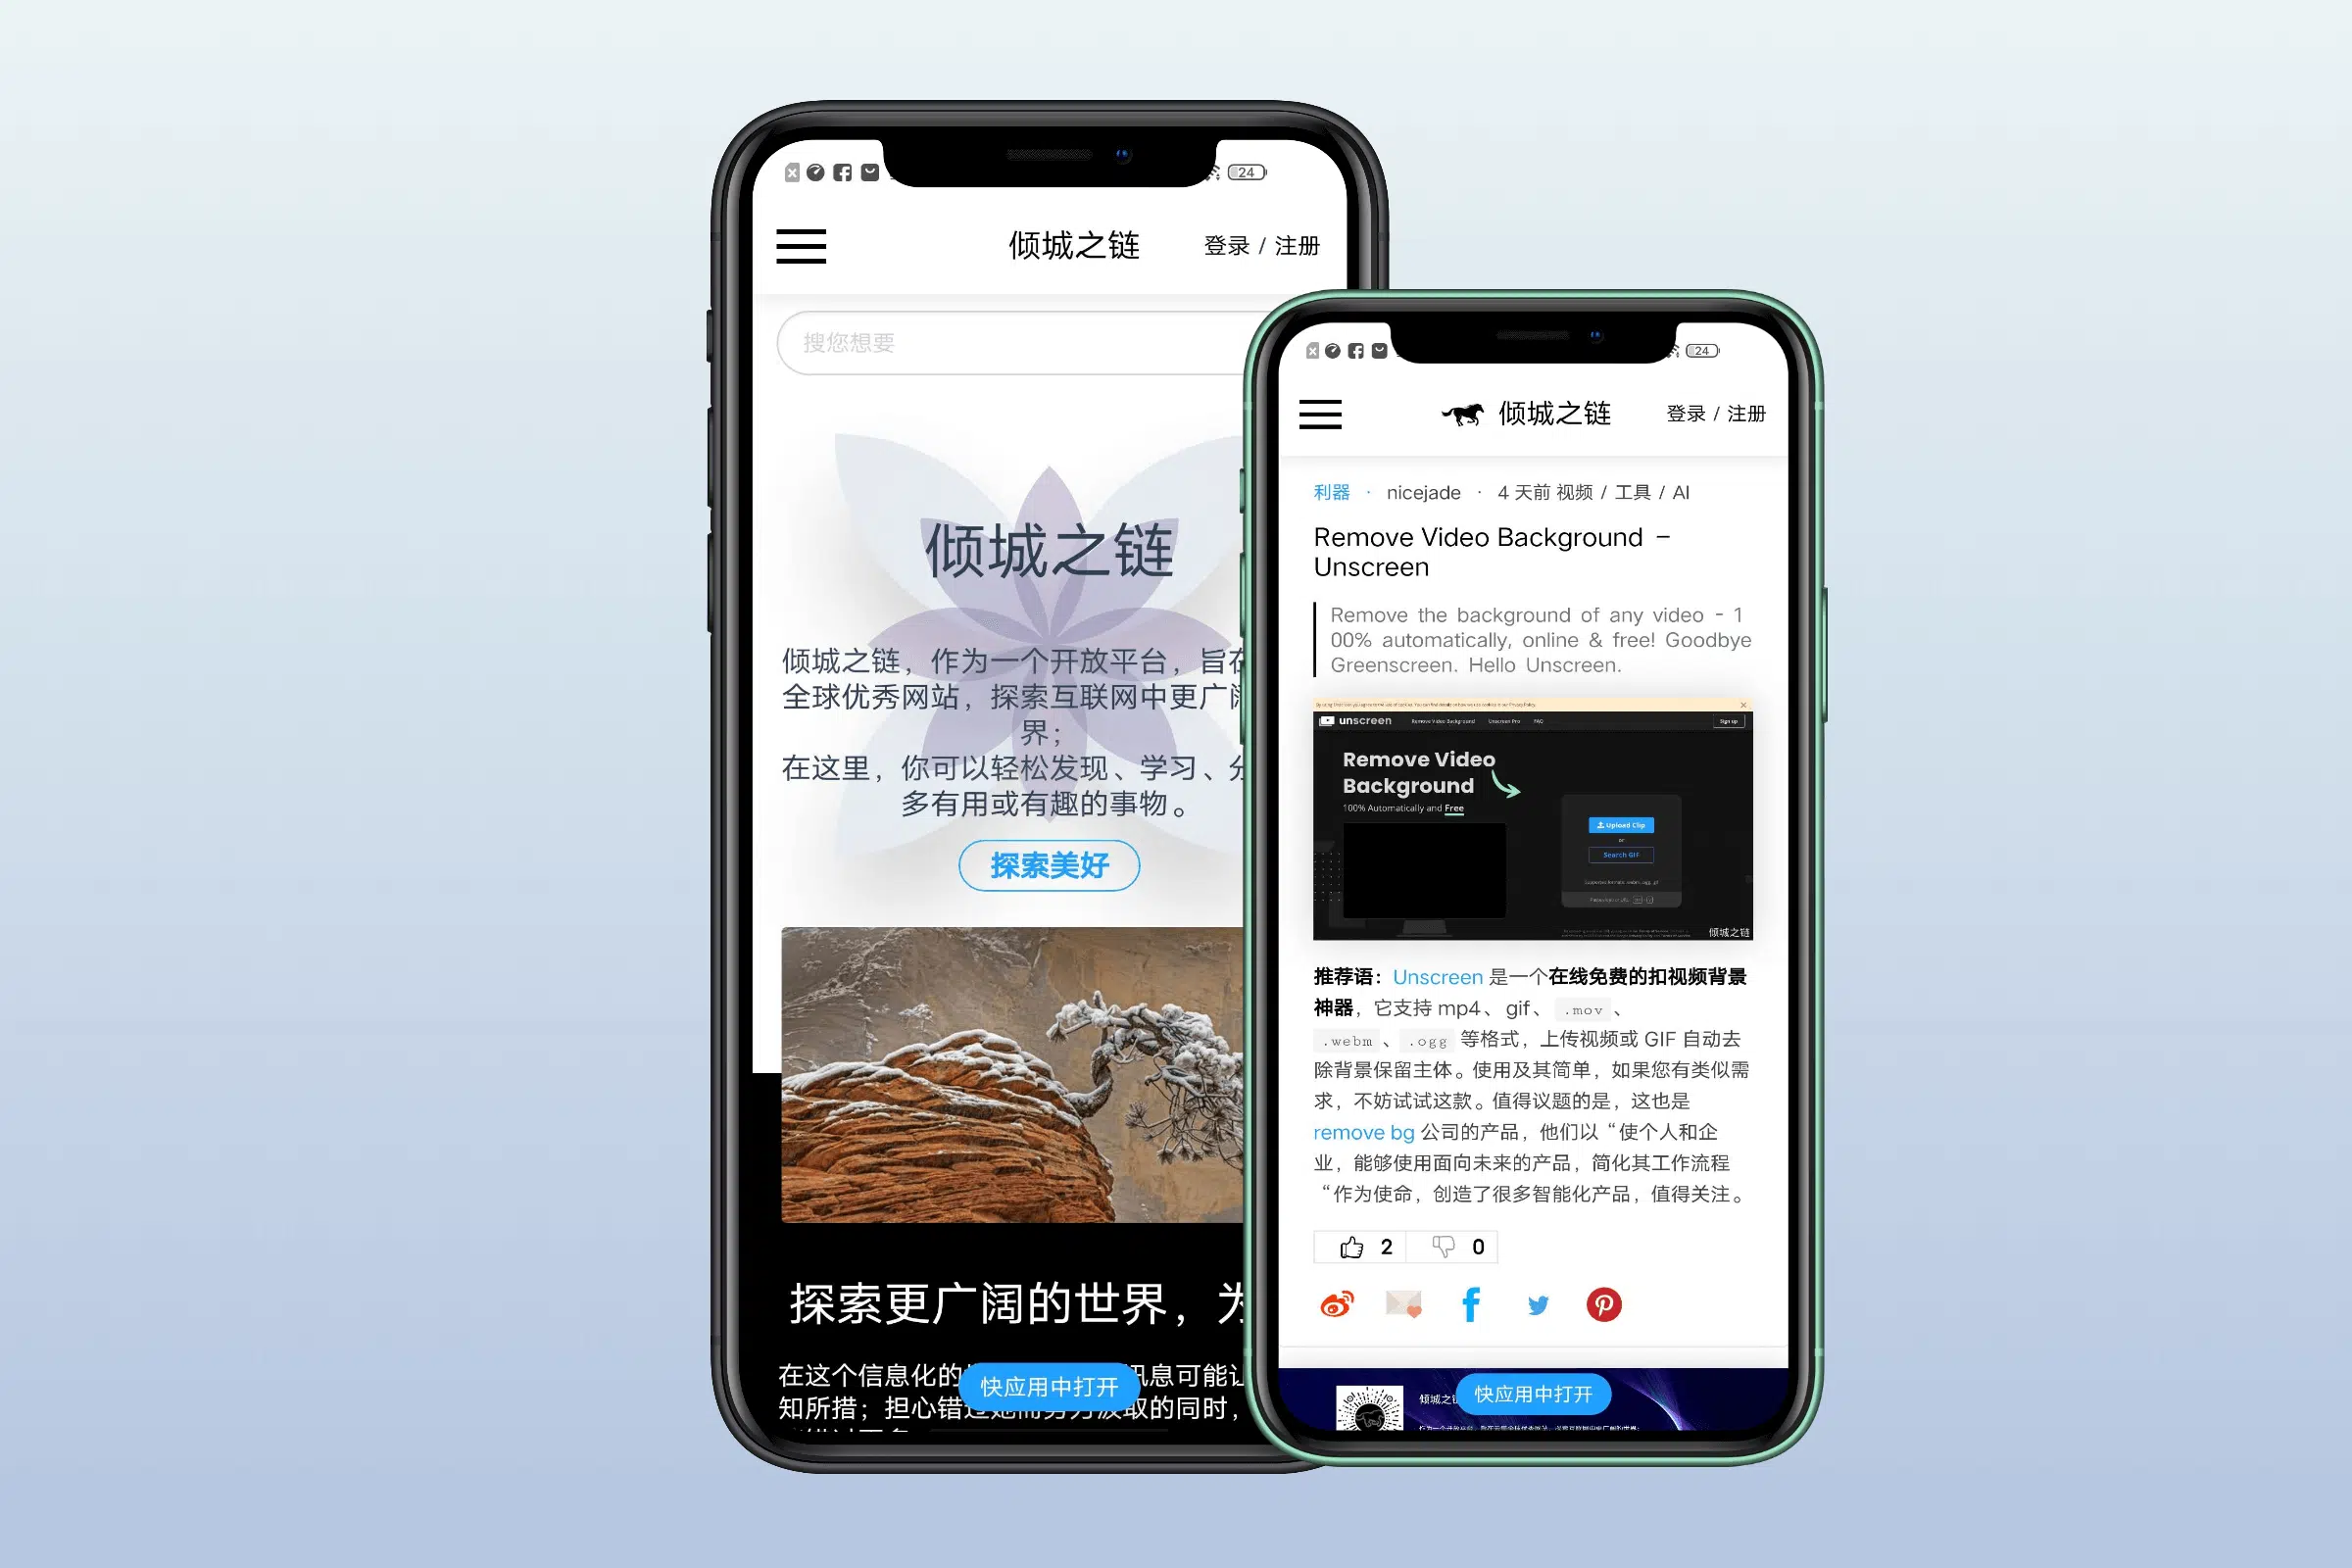 24
倾城之链
登录 / 注册
搜您想要
倾城之链
倾城之链，作为一个开放平台，旨在
全球优秀网站，探索互联网中更广阔
界；
在这里，你可以轻松发现、学习、分
多有用或有趣的事物。
探索美好
探索更广阔的世界，为
在这个信息化的
讯息可能让
快应用中打开
知所措；担心错过
取的同时，
24
倾城之链
登录 / 注册
利器 · nicejade · 4 天前 视频 / 工具 / AI
Remove Video Background –
Unscreen
Remove the background of any video - 1
00% automatically, online & free! Goodbye
Greenscreen. Hello Unscreen.
unscreen Remove Video Background Unscreen Pro FAQ Sign up
Remove Video
Background
100% Automatically and Free
Upload Clip
or
Search GIF
倾城之链
推荐语：Unscreen 是一个在线免费的扣视频背景
神器，它支持 mp4、gif、 .mov 、
.webm 、 .ogg 等格式，上传视频或 GIF 自动去
除背景保留主体。使用及其简单，如果您有类似需
求，不妨试试这款。值得议题的是，这也是
remove bg 公司的产品，他们以“使个人和企
业，能够使用面向未来的产品，简化其工作流程
“作为使命，创造了很多智能化产品，值得关注。
2 0
倾城之
快应用中打开